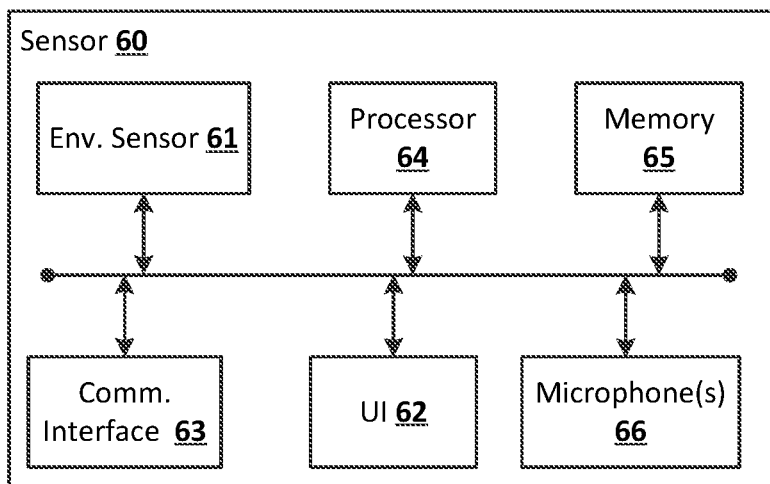 Sensor 60
Env. Sensor 61
Processor
64
Memory
65
Comm.
Interface 63
UI 62
Microphone(s)
66